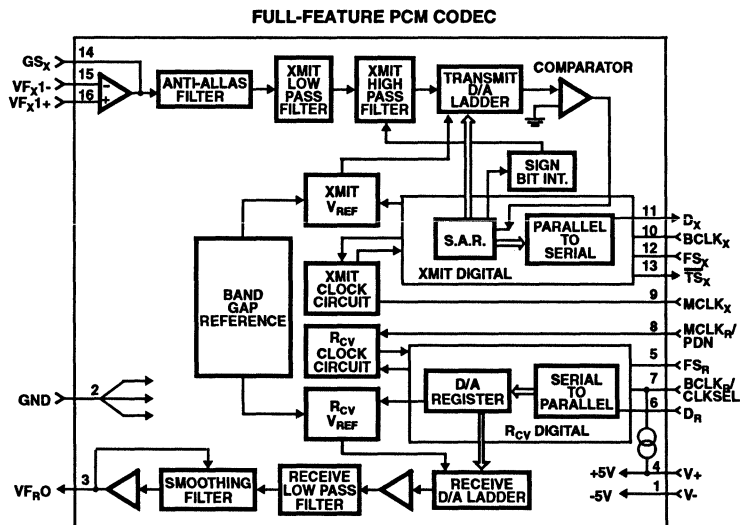 FULL-FEATURE PCM CODEC
GSX 14
VFX1- 15
VFX1+ 16
-
+
ANTI-ALLAS
FILTER
XMIT
LOW
PASS
FILTER
XMIT
HIGH
PASS
FILTER
TRANSMIT
D/A
LADDER
COMPARATOR
SIGN
BIT INT.
XMIT
VREF
S.A.R.
PARALLEL
TO
SERIAL
XMIT DIGITAL
11 DX
10 BCLKX
12 FSX
13 TSX
9 MCLKX
BAND
GAP
REFERENCE
XMIT
CLOCK
CIRCUIT
RCV
CLOCK
CIRCUIT
8 MCLKR/
PDN
5 FSR
7 BCLKR/
CLKSEL
6 DR
D/A
REGISTER
SERIAL
TO
PARALLEL
RCV DIGITAL
GND 2
RCV
VREF
+5V 4 V+
-5V 1 V-
VFRO 3
SMOOTHING
FILTER
RECEIVE
LOW PASS
FILTER
RECEIVE
D/A LADDER